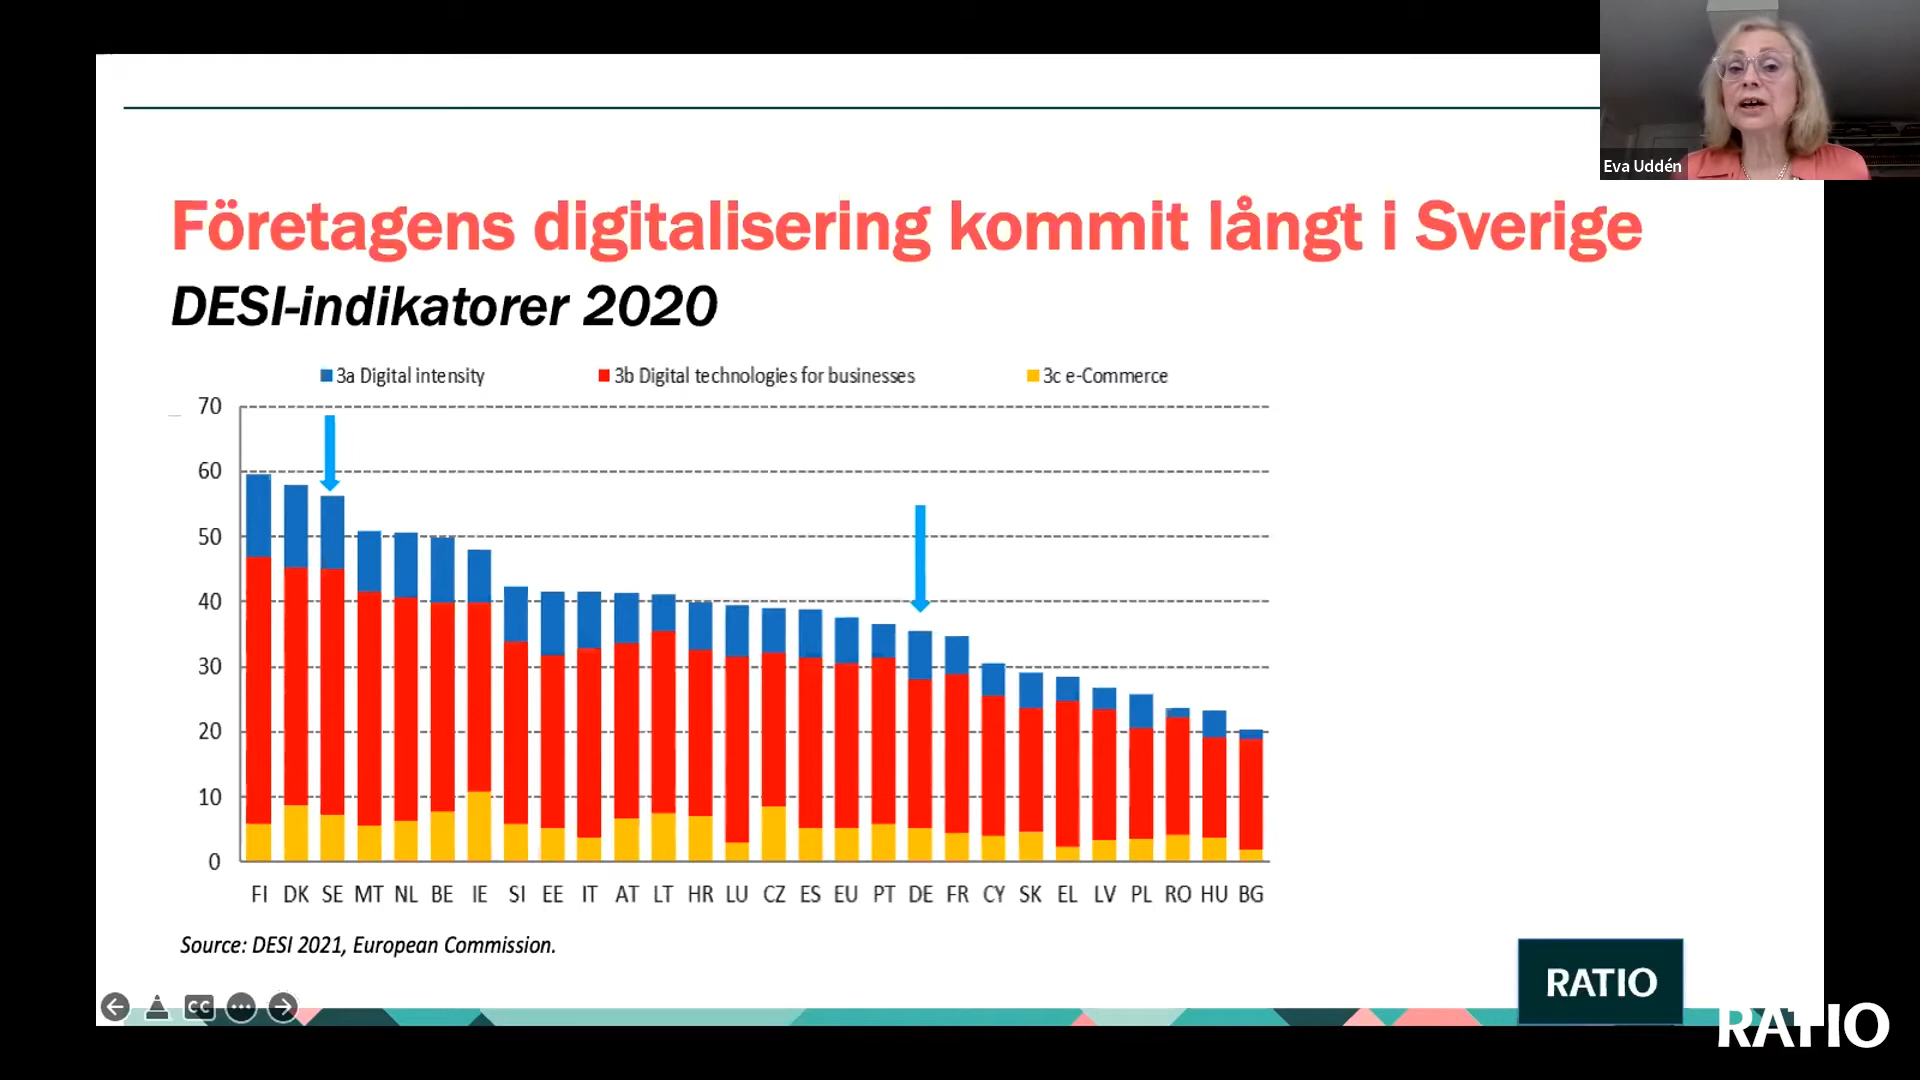 Eva Uddén
Företagens digitalisering kommit långt i Sverige
DESI-indikatorer 2020
3a Digital intensity 3b Digital technologies for businesses 3c e-Commerce
70
60
50
40
30
20
10
0
FI DK SE MT NL BE IE SI EE IT AT LT HR LU CZ ES EU PT DE FR CY SK EL LV PL RO HU BG
Source: DESI 2021, European Commission.
CC
RATIO
RATIO